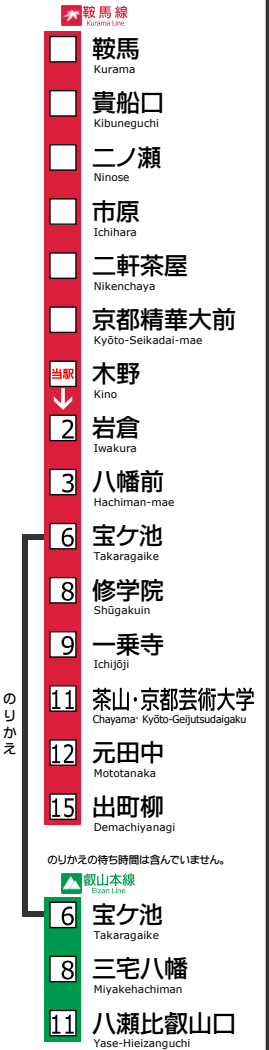 鞍馬線
Kurama Line
鞍馬
Kurama
貴船口
Kibuneguchi
二ノ瀬
Ninose
市原
Ichihara
二軒茶屋
Nikenchaya
京都精華大前
Kyōto-Seikadai-mae
当駅 木野
Kino
2 岩倉
Iwakura
3 八幡前
Hachiman-mae
6 宝ケ池
Takaragaike
8 修学院
Shūgakuin
9 一乗寺
Ichijōji
11 茶山・京都芸術大学
Chayama・Kyōto-Geijutsudaigaku
12 元田中
Mototanaka
15 出町柳
Demachiyanagi
のりかえ
のりかえの待ち時間は含んでいません。
叡山本線
Eizan Line
6 宝ケ池
Takaragaike
8 三宅八幡
Miyakehachiman
11 八瀬比叡山口
Yase-Hieizanguchi